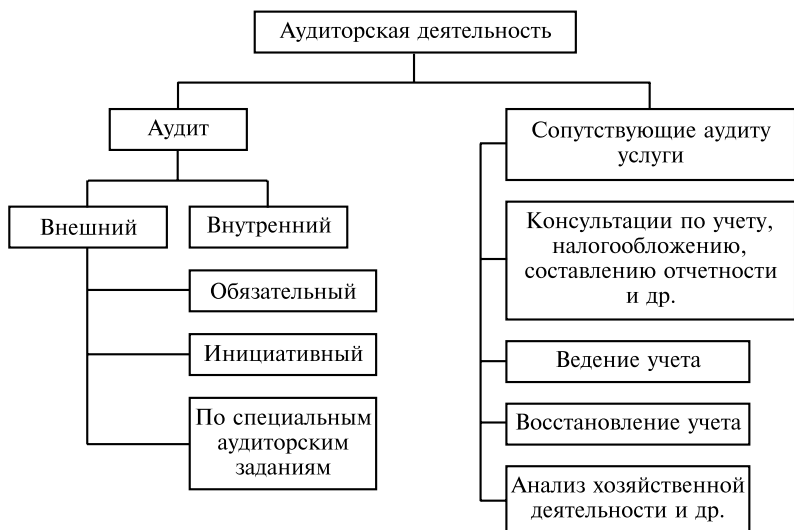 Аудиторская деятельность
Аудит
Внешний
Внутренний
Обязательный
Инициативный
По специальным
аудиторским
заданиям
Сопутствующие аудиту
услуги
Консультации по учету,
налогообложению,
составлению отчетности
и др.
Ведение учета
Восстановление учета
Анализ хозяйственной
деятельности и др.